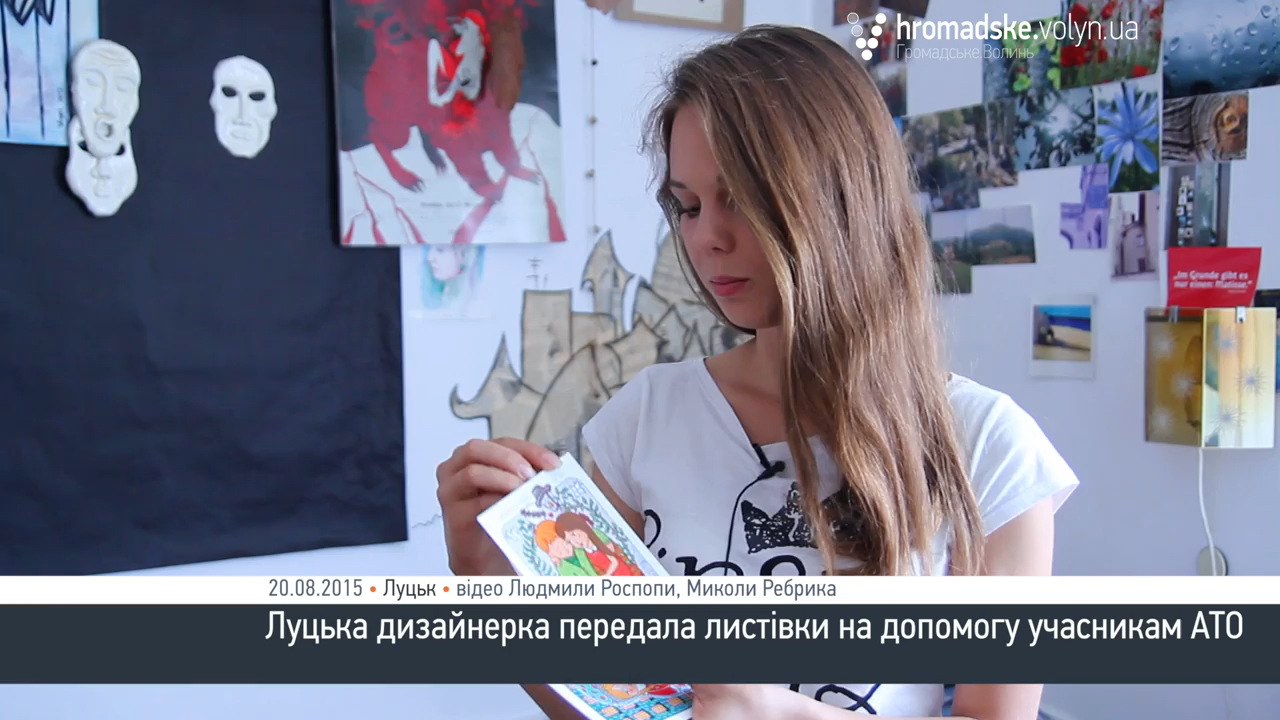 hromadske.volyn.ua
Громадське.Волинь
„Im Grunde gibt es
nur einen: Matisse.“
20.08.2015 • Луцьк • відео Людмили Роспопи, Миколи Ребрика
Луцька дизайнерка передала листівки на допомогу учасникам АТО